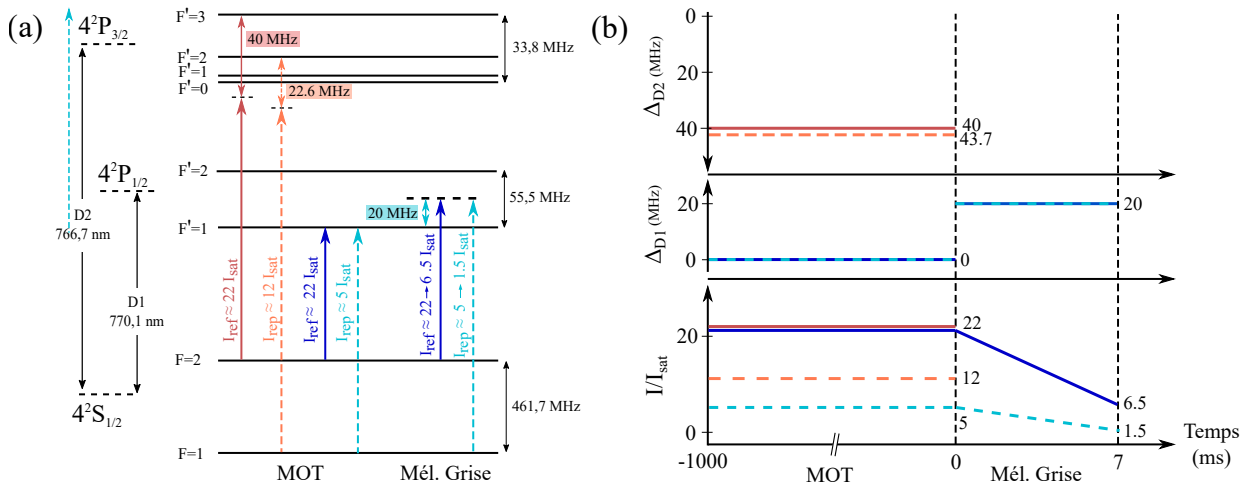 (a)
4²P3/2
4²P1/2
D2
766,7 nm
D1
770,1 nm
4²S1/2
F'=3
F'=2
F'=1
F'=0
40 MHz
22.6 MHz
33,8 MHz
F'=2
55,5 MHz
20 MHz
F'=1
Iref ≈ 22 Isat
Irep ≈ 12 Isat
Iref ≈ 22 Isat
Irep ≈ 5 Isat
Iref ≈ 22→6 .5 Isat
Irep ≈ 5 → 1.5 Isat
F=2
461,7 MHz
F=1
MOT
Mél. Grise
(b)
ΔD2 (MHz)
0
20
40
40
43.7
ΔD1 (MHz)
20
0
20
0
I/Isat
20
0
22
12
5
6.5
1.5
-1000
MOT
0
Mél. Grise
7
Temps
(ms)